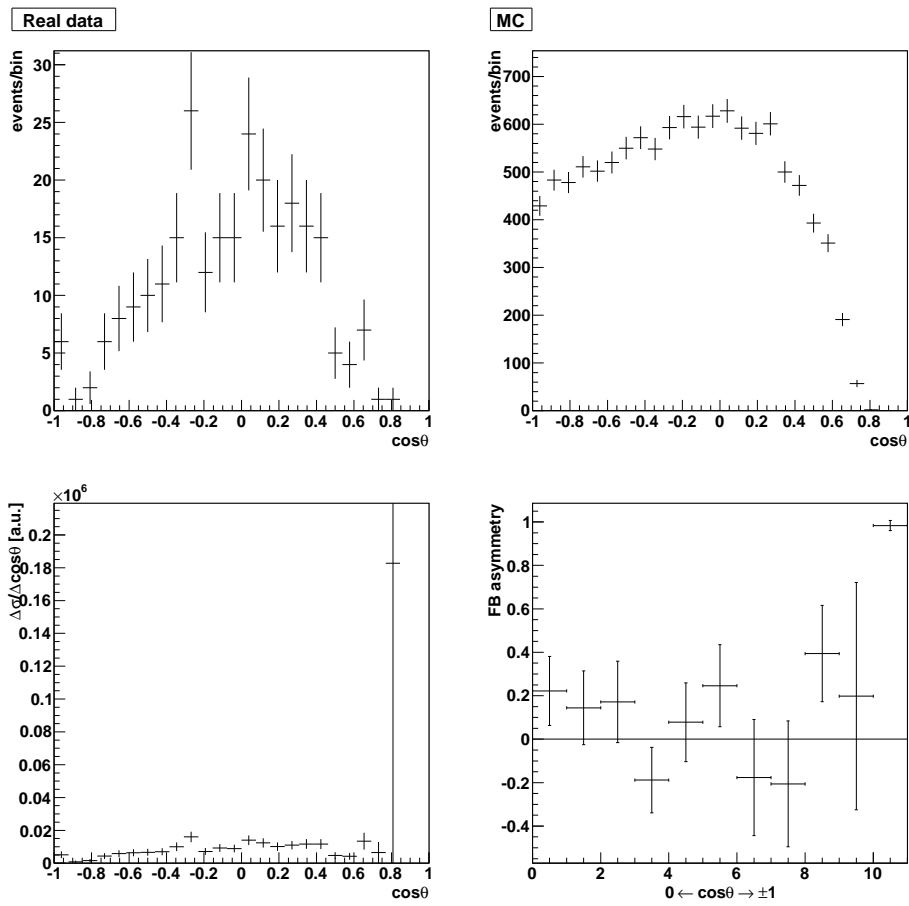 Real data
MC
events/bin
30
25
20
15
10
5
0
-1 -0.8 -0.6 -0.4 -0.2 0 0.2 0.4 0.6 0.8 1
cosθ
events/bin
700
600
500
400
300
200
100
0
-1 -0.8 -0.6 -0.4 -0.2 0 0.2 0.4 0.6 0.8 1
cosθ
×10⁶
Δσ/Δcosθ [a.u.]
0.2
0.18
0.16
0.14
0.12
0.1
0.08
0.06
0.04
0.02
0
-1 -0.8 -0.6 -0.4 -0.2 0 0.2 0.4 0.6 0.8 1
cosθ
FB asymmetry
1
0.8
0.6
0.4
0.2
0
-0.2
-0.4
0 2 4 6 8 10
0 ← cosθ → ±1